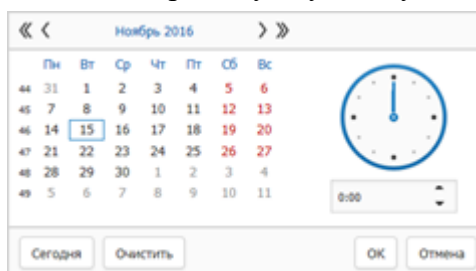 « < Ноябрь 2016 > »
Пн Вт Ср Чт Пт Сб Вс
44 31 1 2 3 4 5 6
45 7 8 9 10 11 12 13
46 14 15 16 17 18 19 20
47 21 22 23 24 25 26 27
48 28 29 30 1 2 3 4
49 5 6 7 8 9 10 11
0:00
Сегодня Очистить ОК Отмена